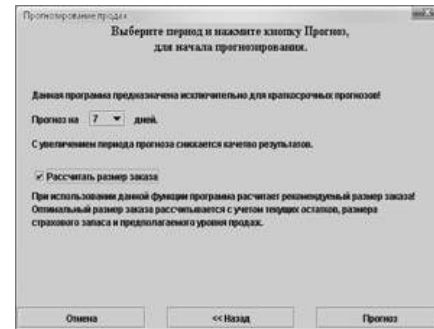 Прогнозирование продаж
Выберите период и нажмите кнопку Прогноз,
для начала прогнозирования.
Данная программа предназначена исключительно для краткосрочных прогнозов!
Прогноз на 7 дней.
С увеличением периода прогноза снижается качество результатов.
Рассчитать размер заказа
При использовании данной функции программа расчитает рекомендуемый размер заказа!
Оптимальный размер заказа рассчитывается с учетом текущих остатков, размера
страхового запаса и предполагаемого уровня продаж.
Отмена
<< Назад
Прогноз